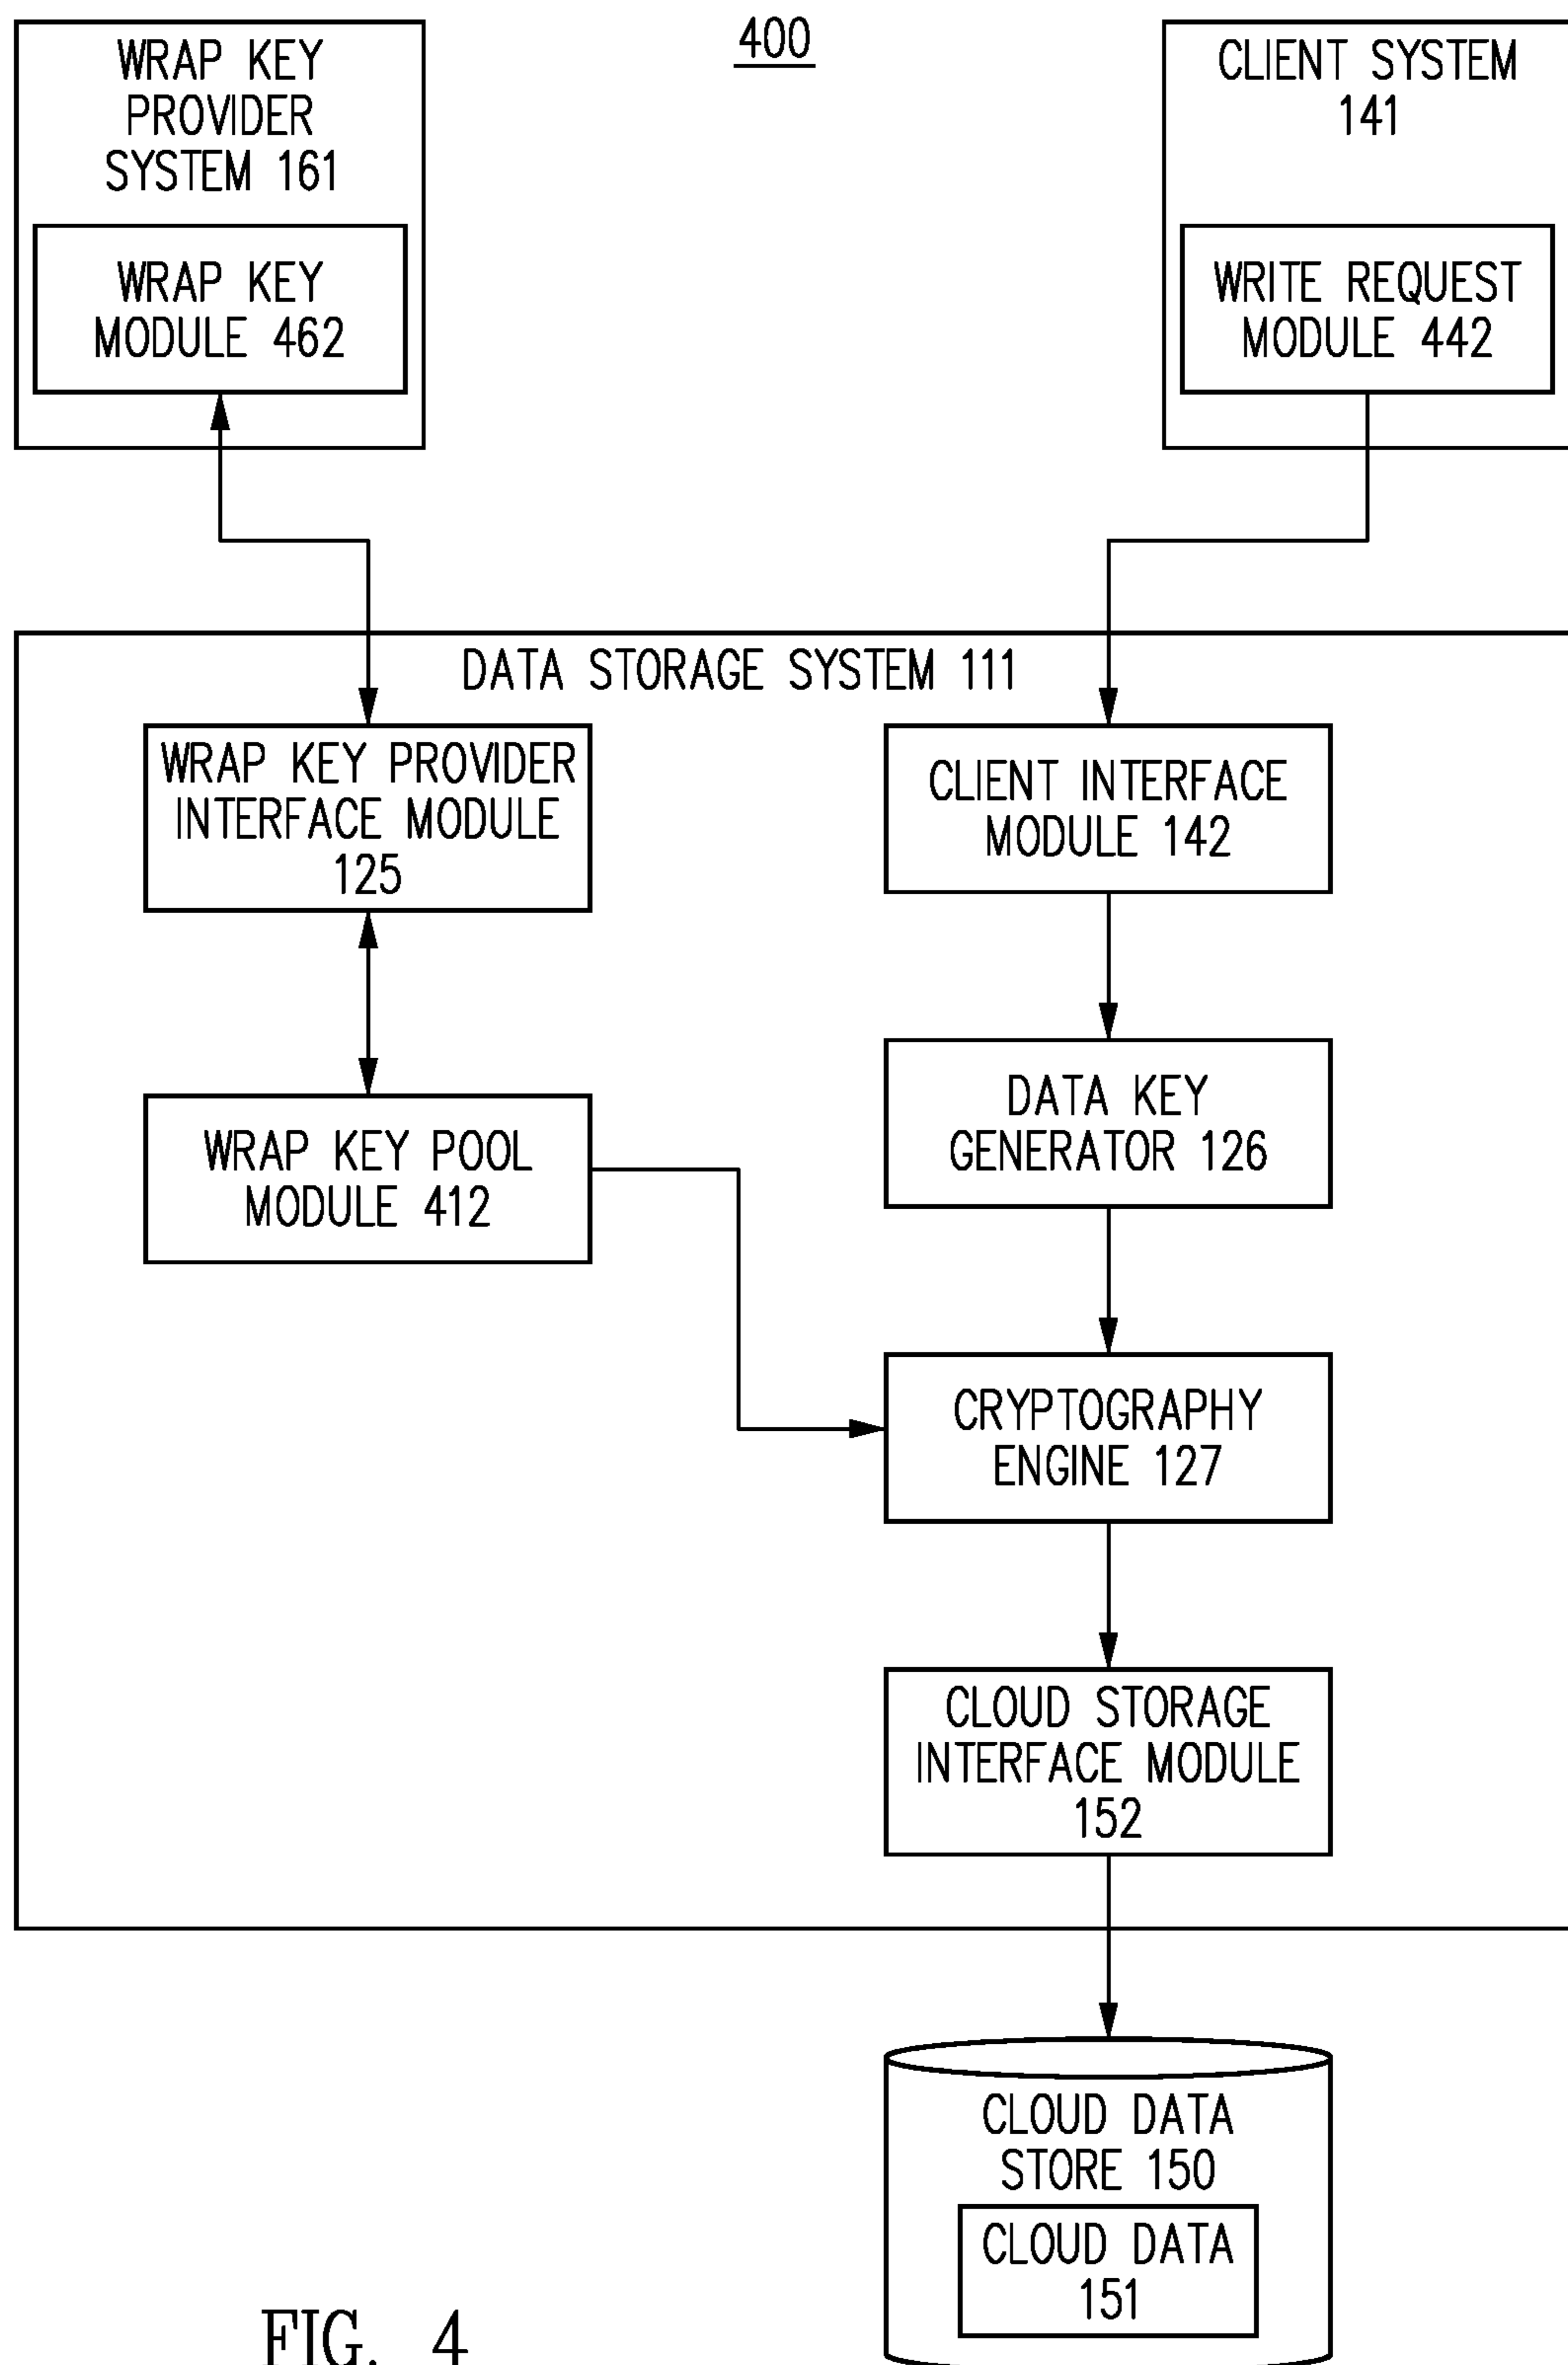 400
WRAP KEY
PROVIDER
SYSTEM 161
WRAP KEY
MODULE 462
CLIENT SYSTEM
141
WRITE REQUEST
MODULE 442
DATA STORAGE SYSTEM 111
WRAP KEY PROVIDER
INTERFACE MODULE
125
CLIENT INTERFACE
MODULE 142
WRAP KEY POOL
MODULE 412
DATA KEY
GENERATOR 126
CRYPTOGRAPHY
ENGINE 127
CLOUD STORAGE
INTERFACE MODULE
152
CLOUD DATA
STORE 150
CLOUD DATA
151
FIG. 4